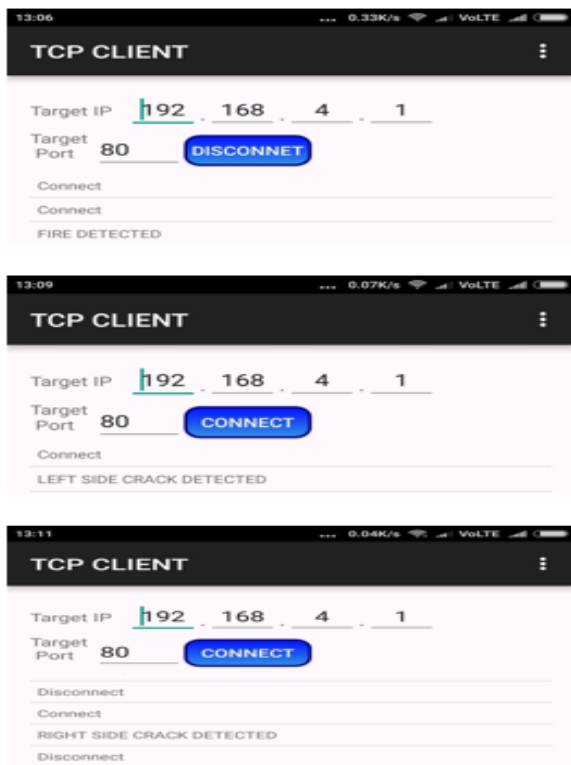 13:06 ... 0.33K/s VoLTE
TCP CLIENT
Target IP 192 . 168 . 4 . 1
Target
Port 80 DISCONNET
Connect
Connect
FIRE DETECTED
13:09 ... 0.07K/s VoLTE
TCP CLIENT
Target IP 192 . 168 . 4 . 1
Target
Port 80 CONNECT
Connect
LEFT SIDE CRACK DETECTED
13:11 ... 0.04K/s VoLTE
TCP CLIENT
Target IP 192 . 168 . 4 . 1
Target
Port 80 CONNECT
Disconnect
Connect
RIGHT SIDE CRACK DETECTED
Disconnect